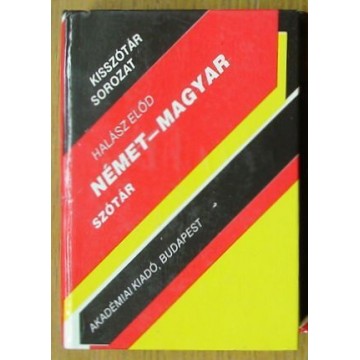 KISSZÓTÁR
SOROZAT
HALÁSZ ELŐD
NÉMET–MAGYAR
SZÓTÁR
AKADÉMIAI KIADÓ, BUDAPEST